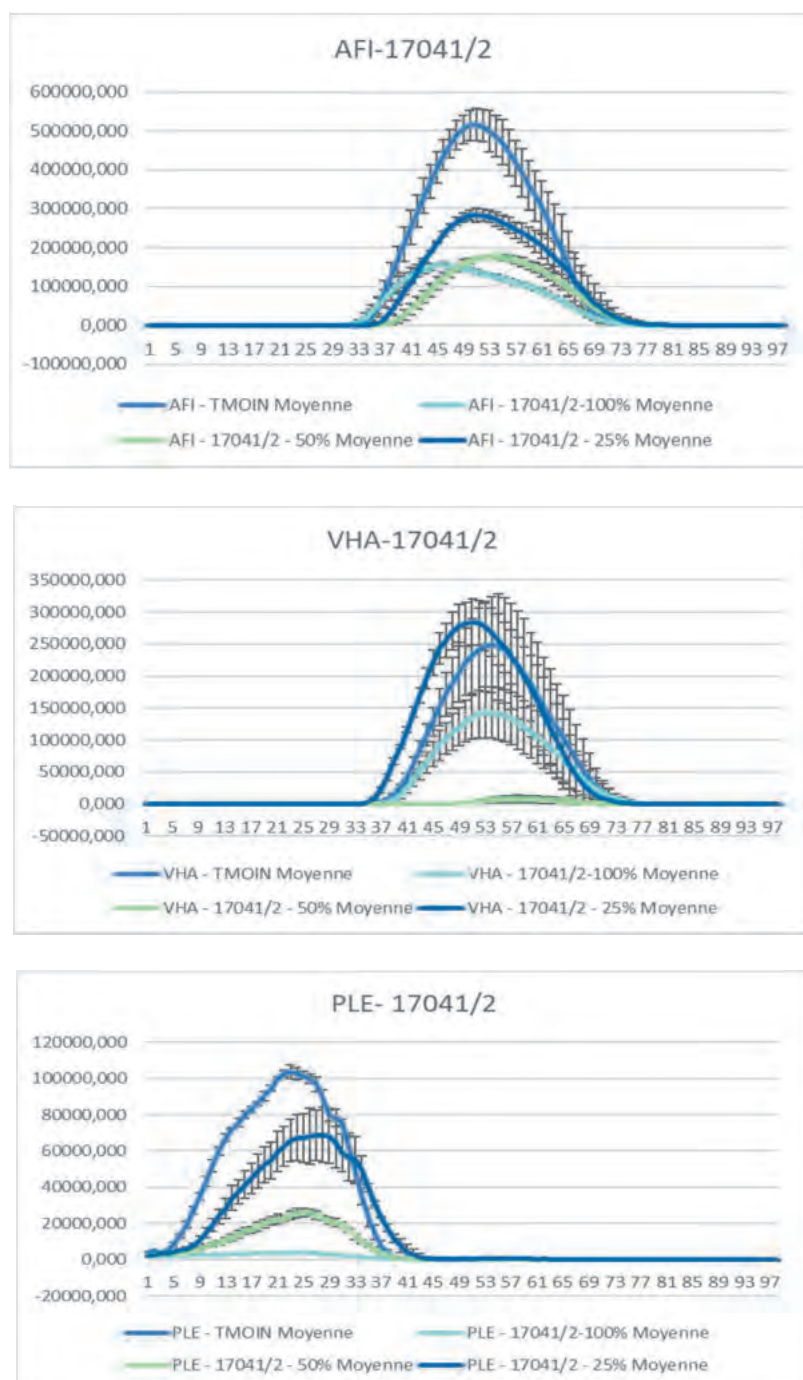 AFI-17041/2
600000,000
500000,000
400000,000
300000,000
200000,000
100000,000
0,000
-100000,000
1 5 9 13 17 21 25 29 33 37 41 45 49 53 57 61 65 69 73 77 81 85 89 93 97
AFI - TMOIN Moyenne AFI - 17041/2-100% Moyenne
AFI - 17041/2 - 50% Moyenne AFI - 17041/2 - 25% Moyenne
VHA-17041/2
350000,000
300000,000
250000,000
200000,000
150000,000
100000,000
50000,000
0,000
-50000,000
1 5 9 13 17 21 25 29 33 37 41 45 49 53 57 61 65 69 73 77 81 85 89 93 97
VHA - TMOIN Moyenne VHA - 17041/2-100% Moyenne
VHA - 17041/2 - 50% Moyenne VHA - 17041/2 - 25% Moyenne
PLE- 17041/2
120000,000
100000,000
80000,000
60000,000
40000,000
20000,000
0,000
-20000,000
1 5 9 13 17 21 25 29 33 37 41 45 49 53 57 61 65 69 73 77 81 85 89 93 97
PLE - TMOIN Moyenne PLE - 17041/2-100% Moyenne
PLE - 17041/2 - 50% Moyenne PLE - 17041/2 - 25% Moyenne